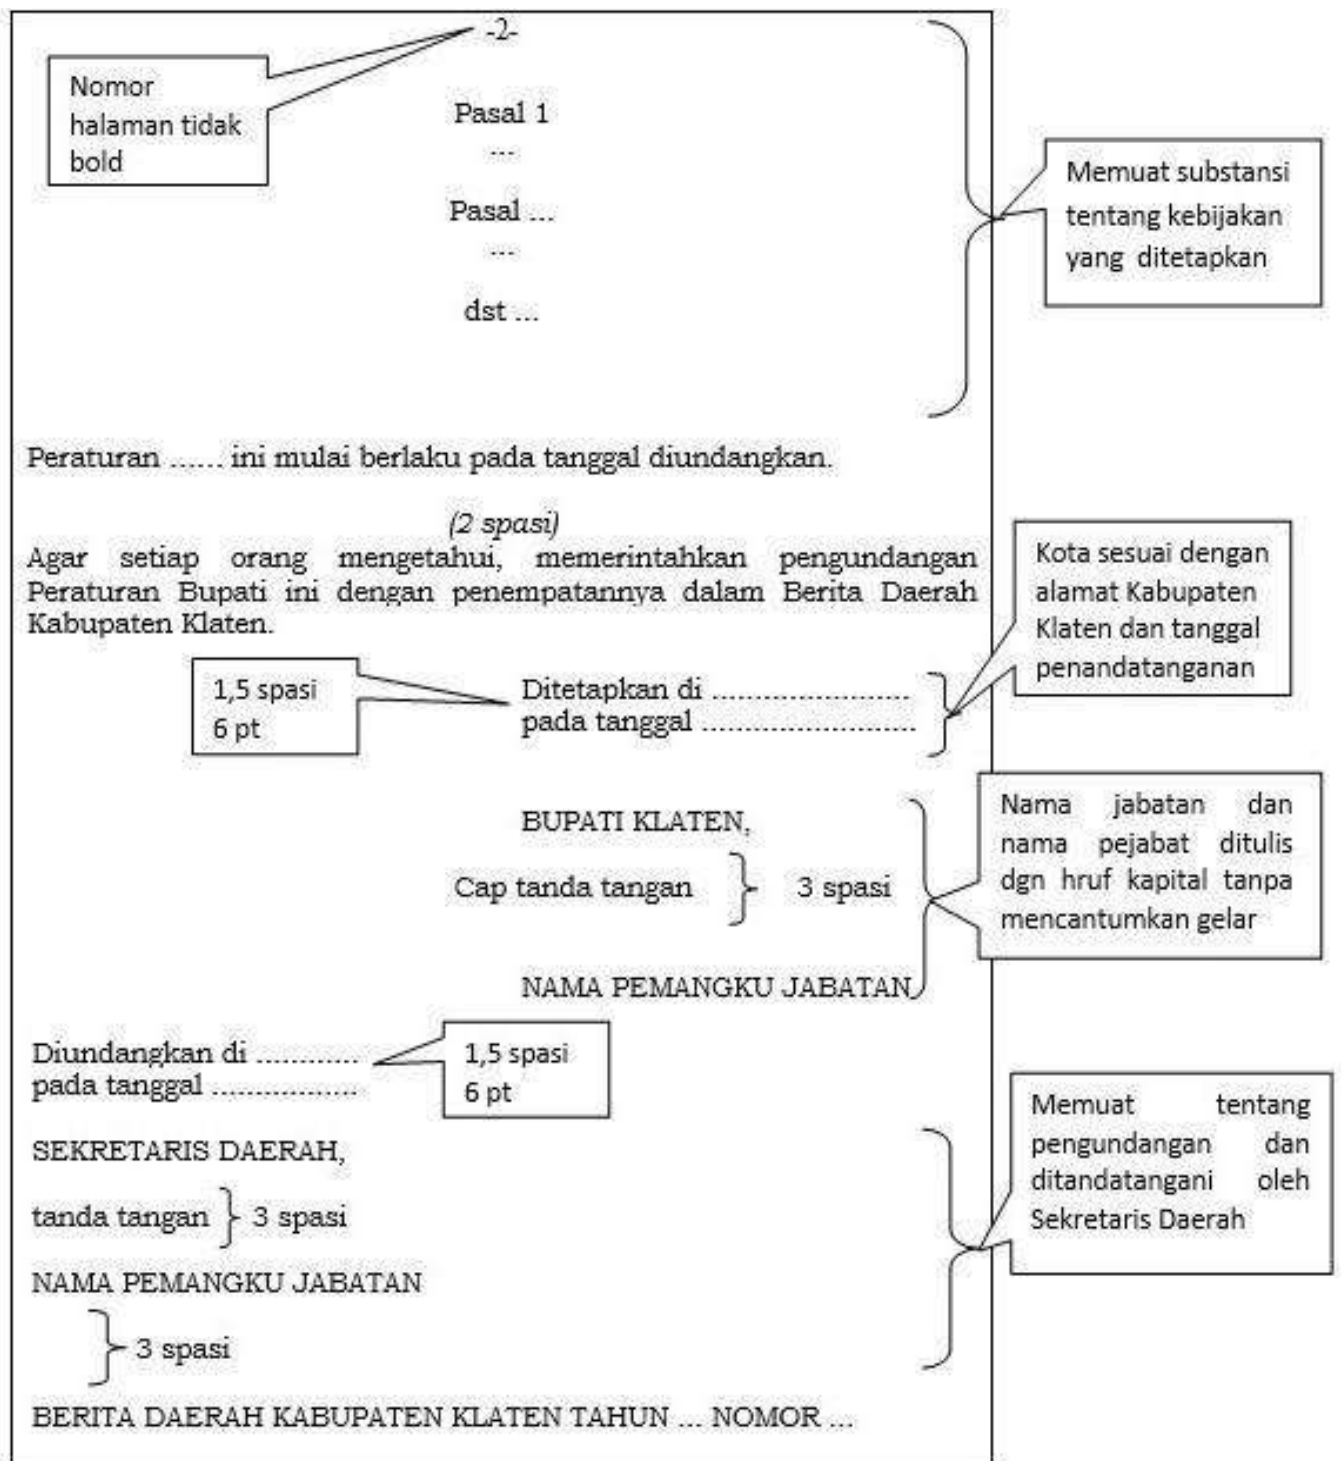 -2-
Nomor
halaman tidak
bold
Pasal 1
...
Pasal ...
...
dst ...
Memuat substansi
tentang kebijakan
yang ditetapkan
Peraturan ...... ini mulai berlaku pada tanggal diundangkan.
(2 spasi)
Agar setiap orang mengetahui, memerintahkan pengundangan
Peraturan Bupati ini dengan penempatannya dalam Berita Daerah
Kabupaten Klaten.
Kota sesuai dengan
alamat Kabupaten
Klaten dan tanggal
penandatanganan
1,5 spasi
6 pt
Ditetapkan di ........................
pada tanggal ..........................
BUPATI KLATEN,
Cap tanda tangan
3 spasi
NAMA PEMANGKU JABATAN
Nama jabatan dan
nama pejabat ditulis
dgn hruf kapital tanpa
mencantumkan gelar
Diundangkan di ............
pada tanggal .................
1,5 spasi
6 pt
SEKRETARIS DAERAH,
tanda tangan
3 spasi
NAMA PEMANGKU JABATAN
3 spasi
Memuat tentang
pengundangan dan
ditandatangani oleh
Sekretaris Daerah
BERITA DAERAH KABUPATEN KLATEN TAHUN ... NOMOR ...